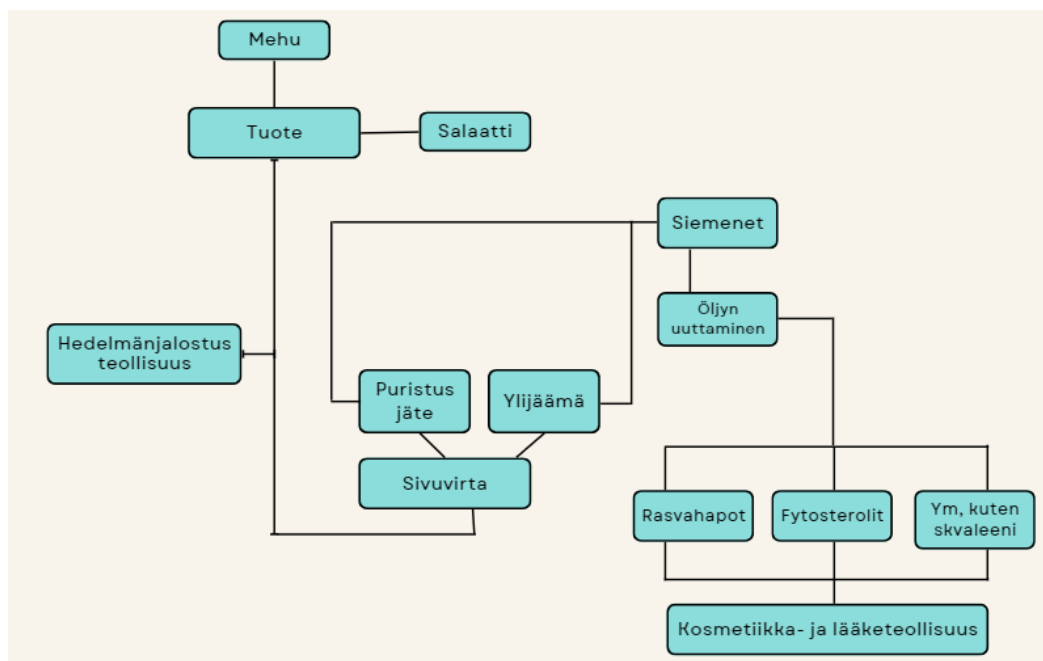 Mehu
Tuote
Salaatti
Siemenet
Öljyn
uuttaminen
Hedelmänjalostus
teollisuus
Puristus
jäte
Ylijäämä
Sivuvirta
Rasvahapot
Fytosterolit
Ym, kuten
skvaleeni
Kosmetiikka- ja lääketeollisuus